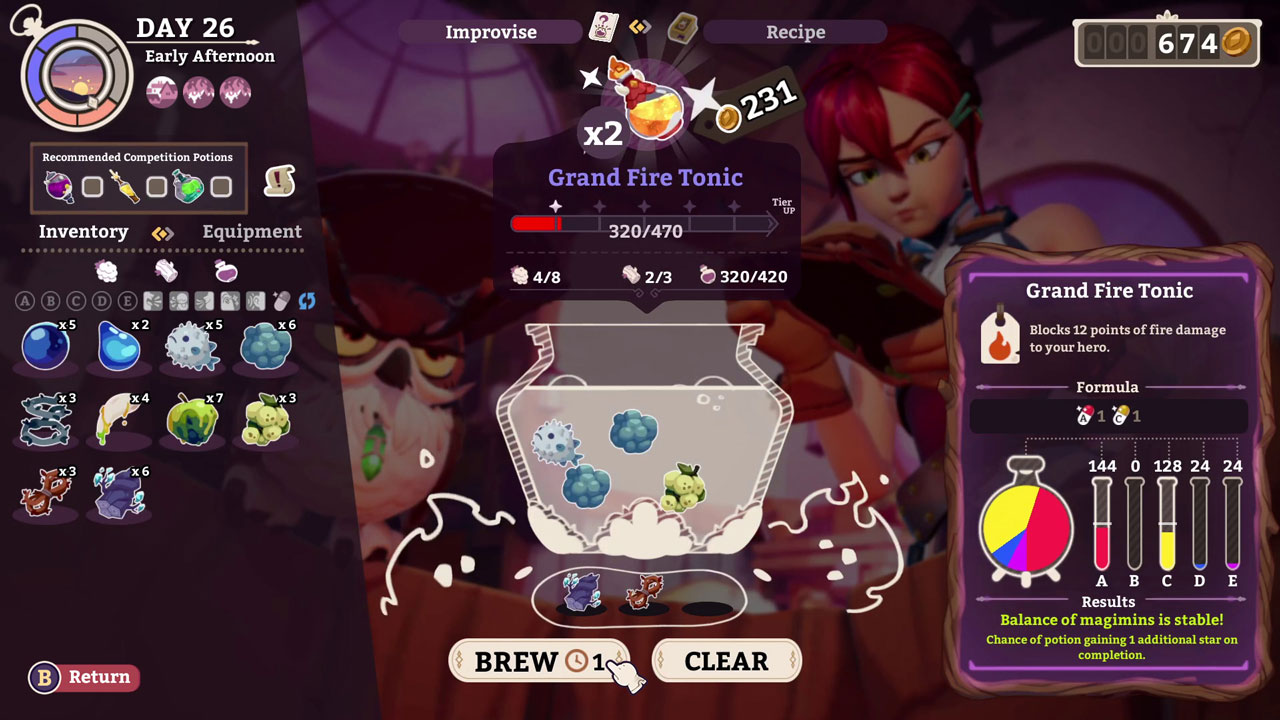 DAY 26
Early Afternoon
Improvise
Recipe
000674
231
x2
Grand Fire Tonic
Tier
UP
320/470
4/8
2/3
320/420
Recommended Competition Potions
Inventory
Equipment
A B C D E
x5
x2
x5
x6
x3
x4
x7
x3
x3
x6
Grand Fire Tonic
Blocks 12 points of fire damage
to your hero.
Formula
A 1 C 1
144 0 128 24 24
A B C D E
Results
Balance of magimins is stable!
Chance of potion gaining 1 additional star on
completion.
BREW 1
CLEAR
B Return